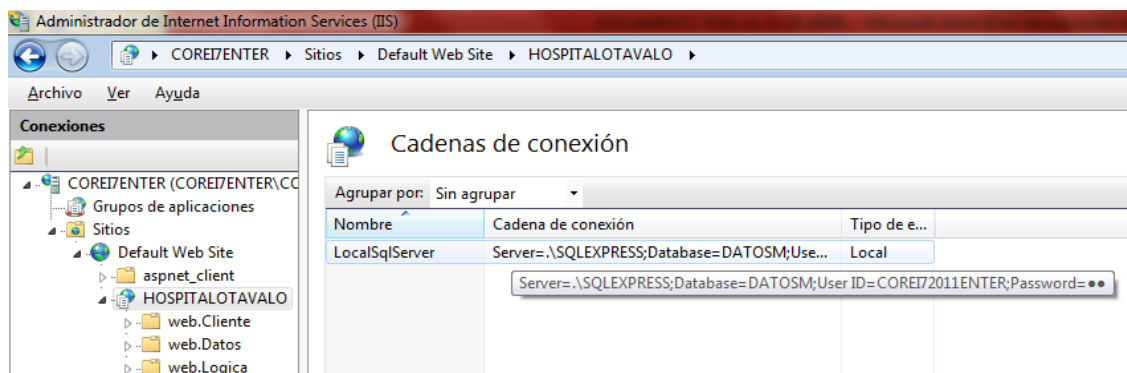 Administrador de Internet Information Services (IIS)
COREI7ENTER Sitios Default Web Site HOSPITALOTAVALO
Archivo Ver Ayuda
Conexiones
COREI7ENTER (COREI7ENTER\CO
Grupos de aplicaciones
Sitios
Default Web Site
aspnet_client
HOSPITALOTAVALO
web.Cliente
web.Datos
web.Logica
Cadenas de conexión
Agrupar por: Sin agrupar
Nombre Cadena de conexión Tipo de e...
LocalSqlServer Server=.\SQLEXPRESS;Database=DATOSM;Use... Local
Server=.\SQLEXPRESS;Database=DATOSM;User ID=COREI72011ENTER;Password=●●